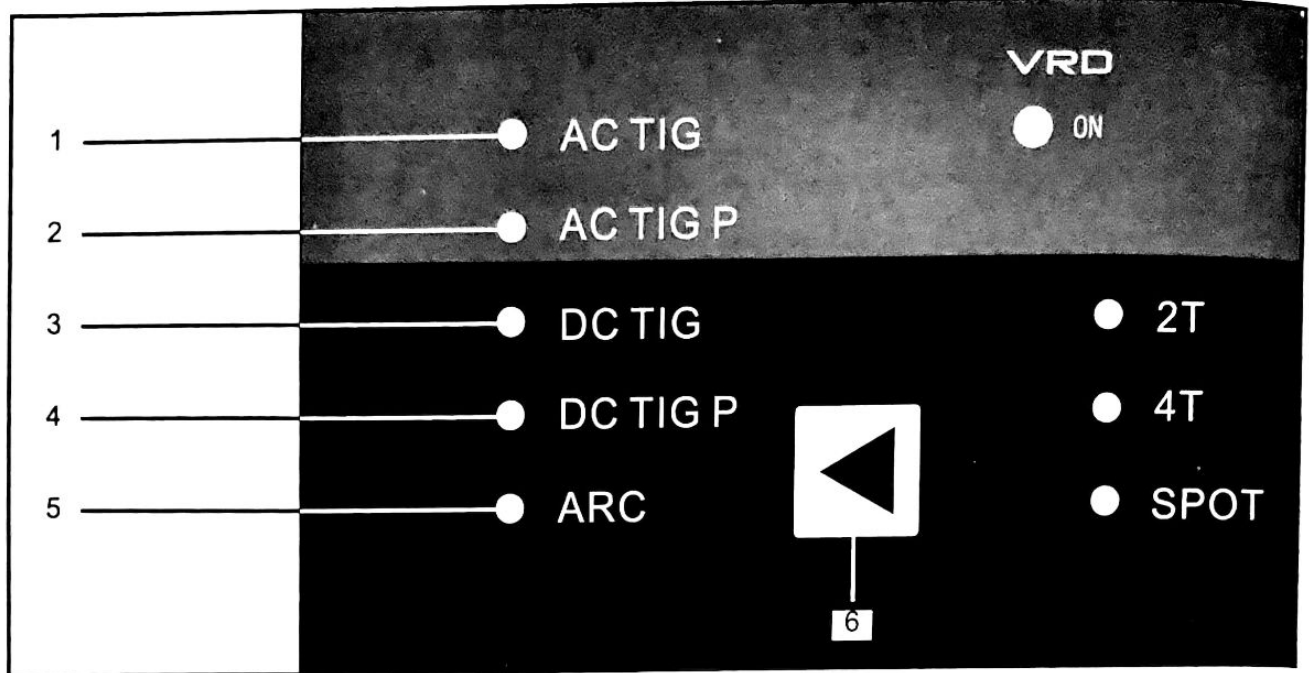 VRD
1 AC TIG ON
2 AC TIG P
3 DC TIG 2T
4 DC TIG P 4T
5 ARC SPOT
6